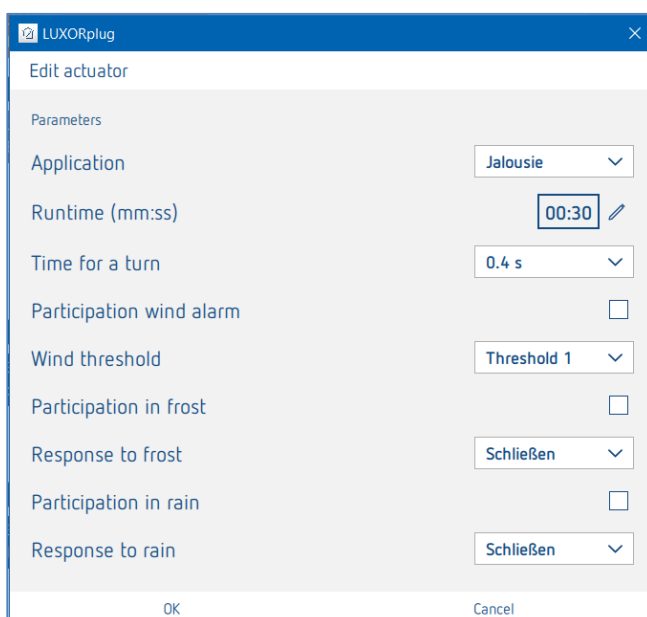 LUXORplug
Edit actuator
Parameters
Application Jalousie
Runtime (mm:ss) 00:30
Time for a turn 0.4 s
Participation wind alarm
Wind threshold Threshold 1
Participation in frost
Response to frost Schließen
Participation in rain
Response to rain Schließen
OK Cancel